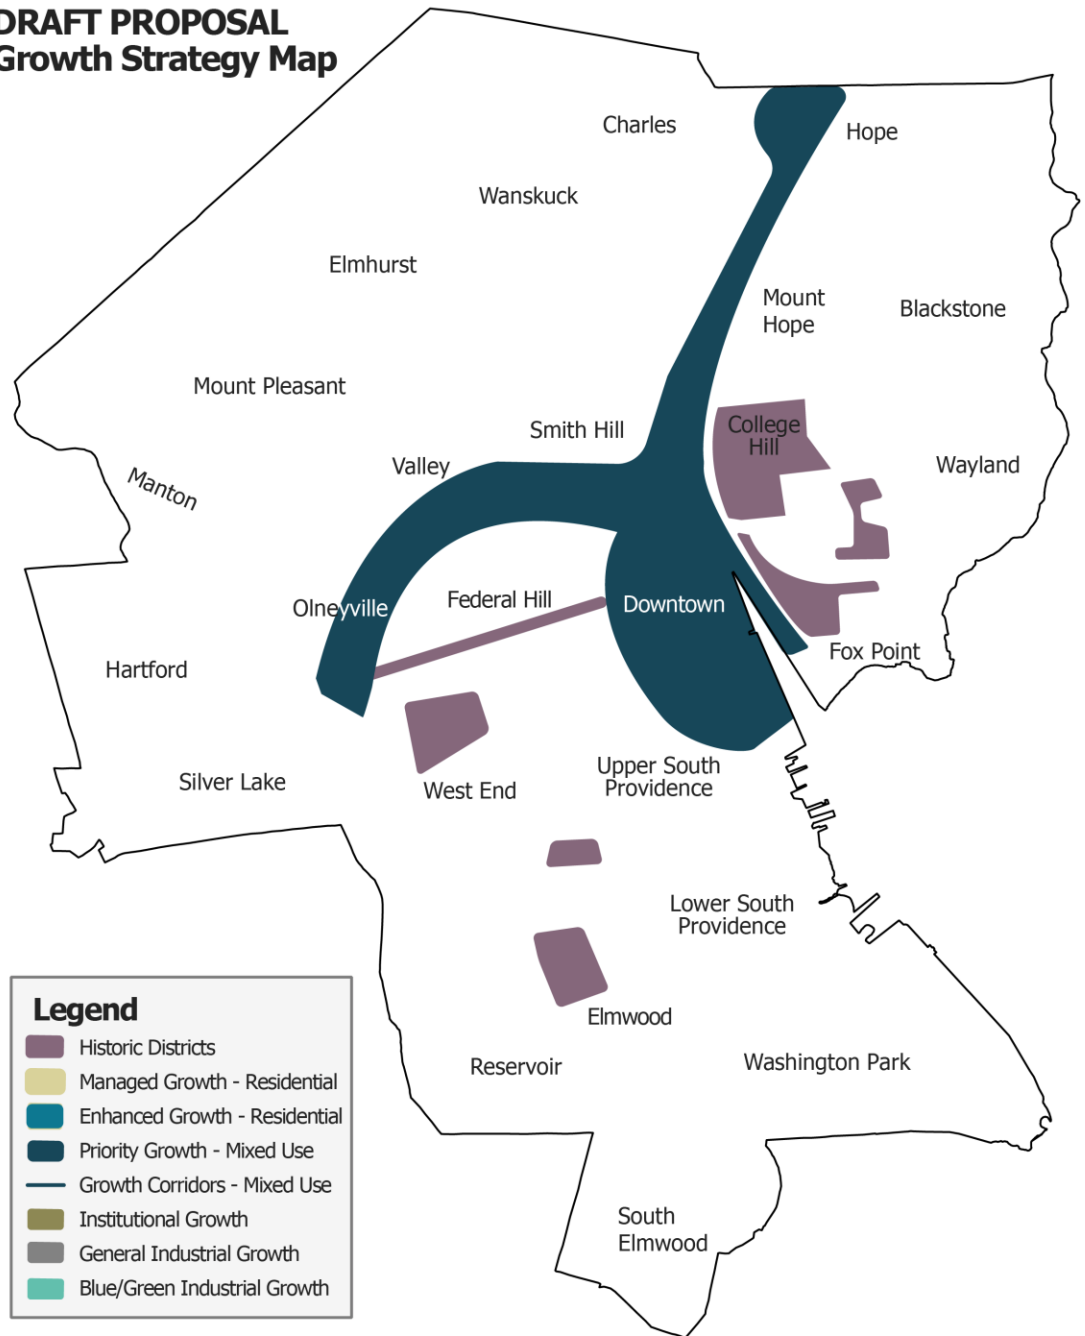 DRAFT PROPOSAL
Growth Strategy Map
Charles
Hope
Wanskuck
Elmhurst
Mount
Hope
Blackstone
Mount Pleasant
Smith Hill
College
Hill
Valley
Wayland
Manton
Olneyville
Federal Hill
Downtown
Fox Point
Hartford
Silver Lake
West End
Upper South
Providence
Lower South
Providence
Elmwood
Reservoir
Washington Park
South
Elmwood
Legend
Historic Districts
Managed Growth - Residential
Enhanced Growth - Residential
Priority Growth - Mixed Use
Growth Corridors - Mixed Use
Institutional Growth
General Industrial Growth
Blue/Green Industrial Growth